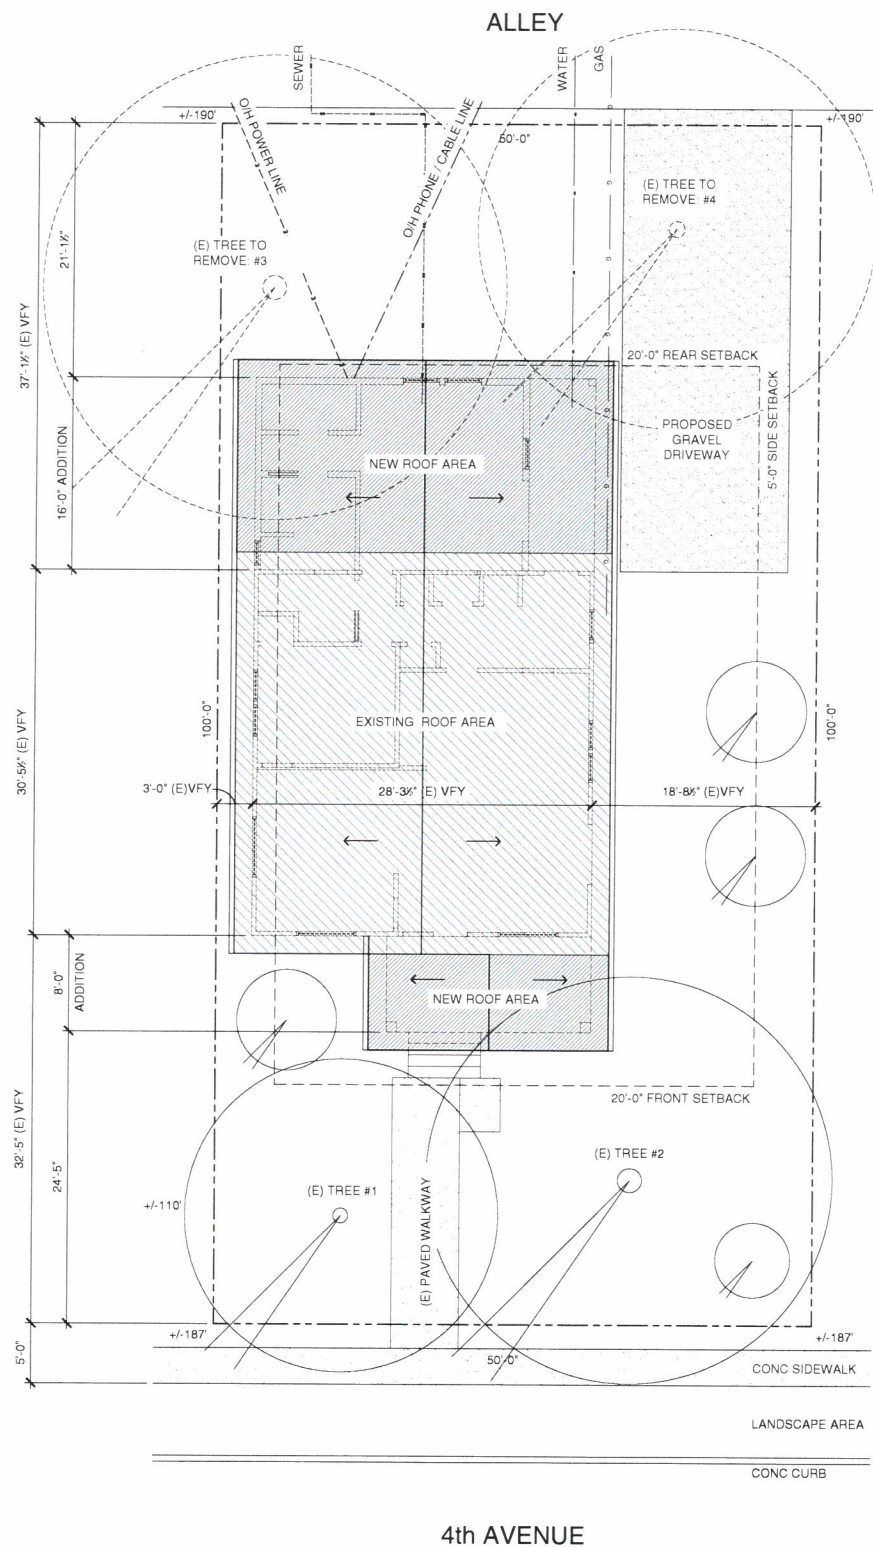 ALLEY
SEWER
WATER
GAS
+/-190'
+/-190'
50'-0"
O/H POWER LINE
O/H PHONE / CABLE LINE
(E) TREE TO
REMOVE: #4
(E) TREE TO
REMOVE: #3
21'-1½"
37'-1½" (E) VFY
20'-0" REAR SETBACK
5'-0" SIDE SETBACK
PROPOSED
GRAVEL
DRIVEWAY
NEW ROOF AREA
16'-0" ADDITION
EXISTING ROOF AREA
100'-0"
100'-0"
30'-5½" (E) VFY
3'-0" (E)VFY
28'-3½" (E) VFY
18'-8½" (E)VFY
8'-0"
ADDITION
NEW ROOF AREA
20'-0" FRONT SETBACK
32'-5" (E) VFY
24'-5"
(E) TREE #2
(E) TREE #1
+/-110'
(E) PAVED WALKWAY
+/-187'
+/-187'
5'-0"
50'-0"
CONC SIDEWALK
LANDSCAPE AREA
CONC CURB
4th AVENUE